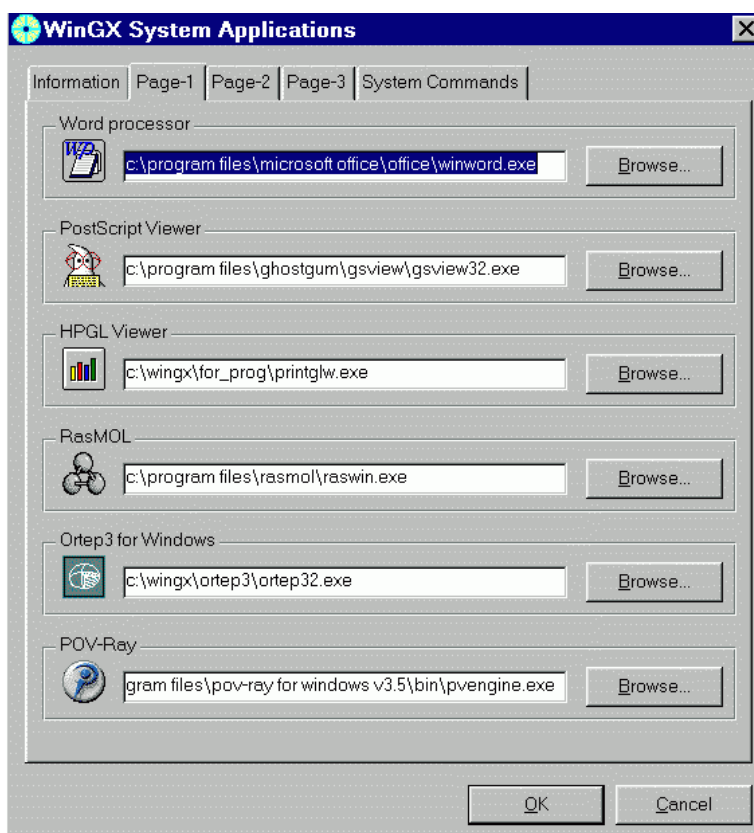 WinGX System Applications
Information Page-1 Page-2 Page-3 System Commands
Word processor
WP
c:\program files\microsoft office\office\winword.exe Browse...
PostScript Viewer
c:\program files\ghostgum\gsview\gsview32.exe Browse...
HPGL Viewer
c:\wingx\for_prog\printglw.exe Browse...
RasMOL
c:\program files\rasmol\raswin.exe Browse...
Ortep3 for Windows
c:\wingx\ortep3\ortep32.exe Browse...
POV-Ray
gram files\pov-ray for windows v3.5\bin\pvengine.exe Browse...
OK Cancel